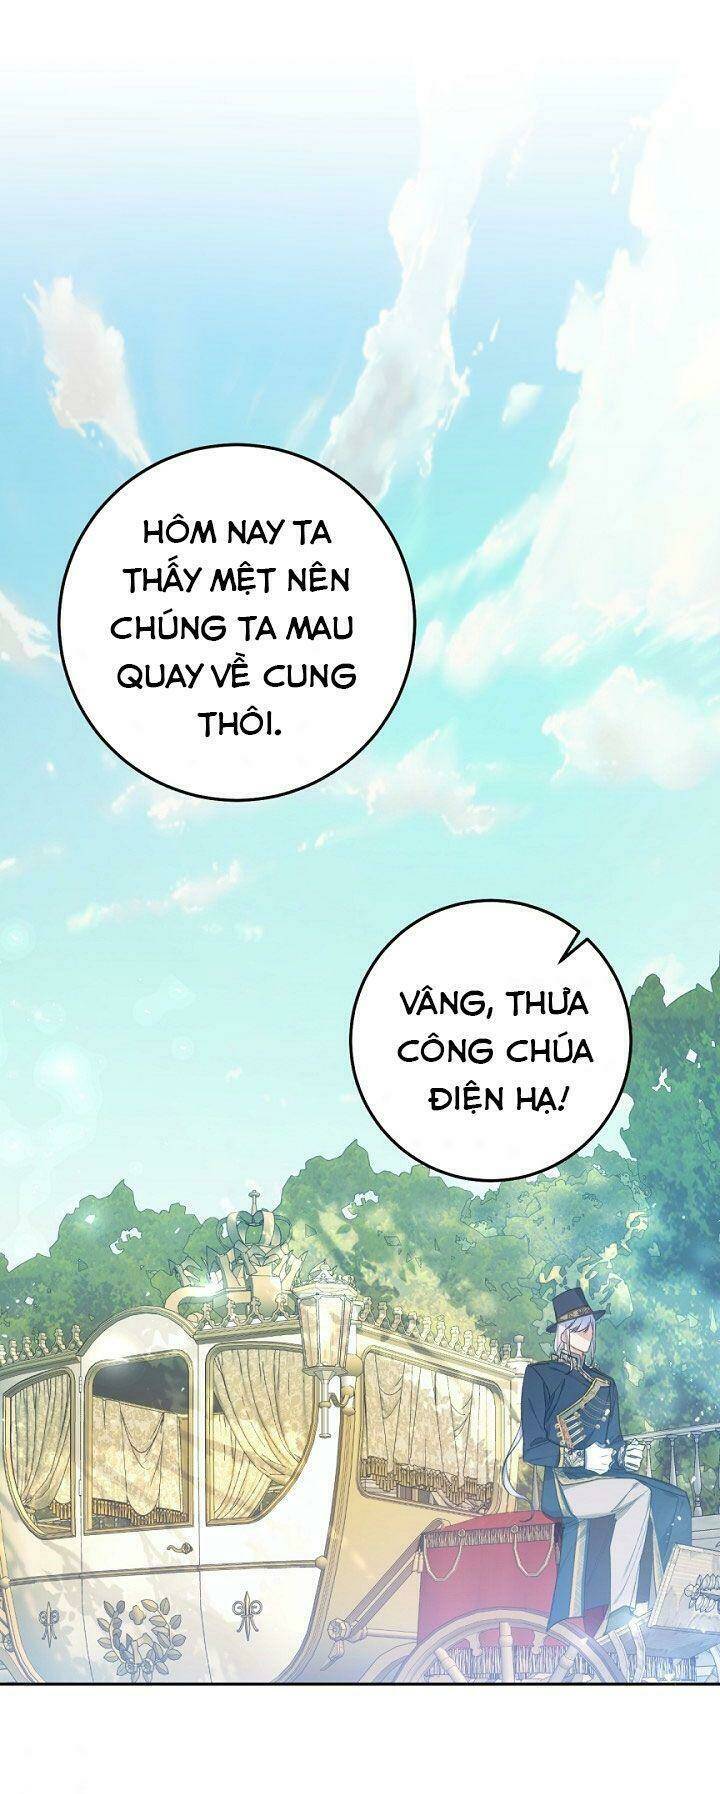 HÔM NAY TA
THẤY MỆT NÊN
CHÚNG TA MAU
QUAY VỀ CUNG
THÔI.
VÂNG, THƯA
CÔNG CHÚA
ĐIỆN HẠ!